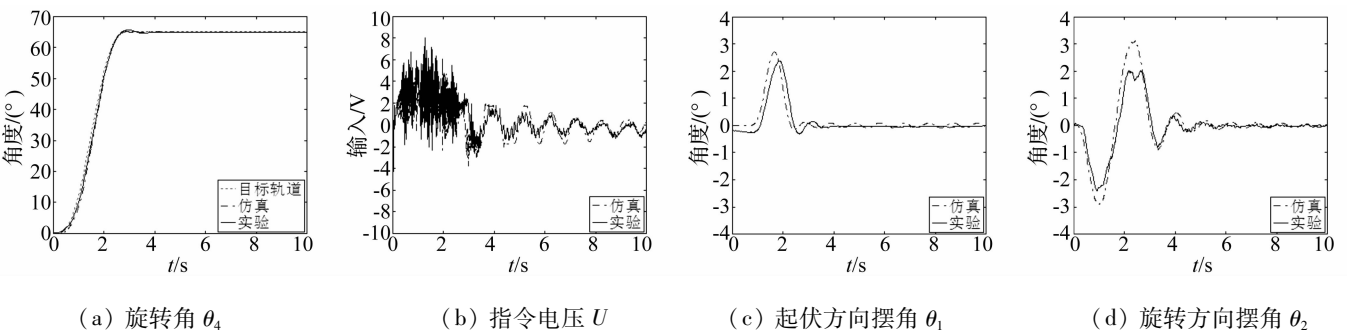 70
60
50
40
30
20
10
0
角度/(°)
0 2 4 6 8 10
t/s
目标轨道
仿真
实验
10
8
6
4
2
0
-2
-4
-6
-8
-10
输入/V
0 2 4 6 8 10
t/s
仿真
实验
4
3
2
1
0
-1
-2
-3
-4
角度/(°)
0 2 4 6 8 10
t/s
仿真
实验
4
3
2
1
0
-1
-2
-3
-4
角度/(°)
0 2 4 6 8 10
t/s
仿真
实验
(a) 旋转角 θ4
(b) 指令电压 U
(c) 起伏方向摆角 θ1
(d) 旋转方向摆角 θ2